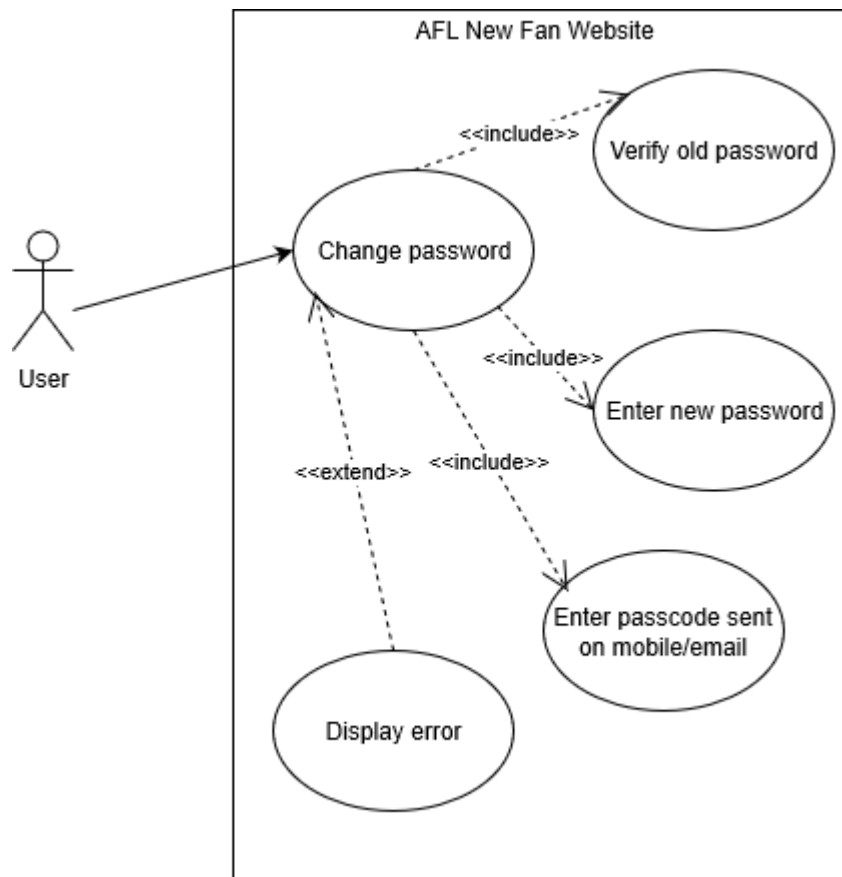 AFL New Fan Website
<<include>>
Verify old password
Change password
User
<<include>>
Enter new password
<<extend>>
<<include>>
Enter passcode sent
on mobile/email
Display error